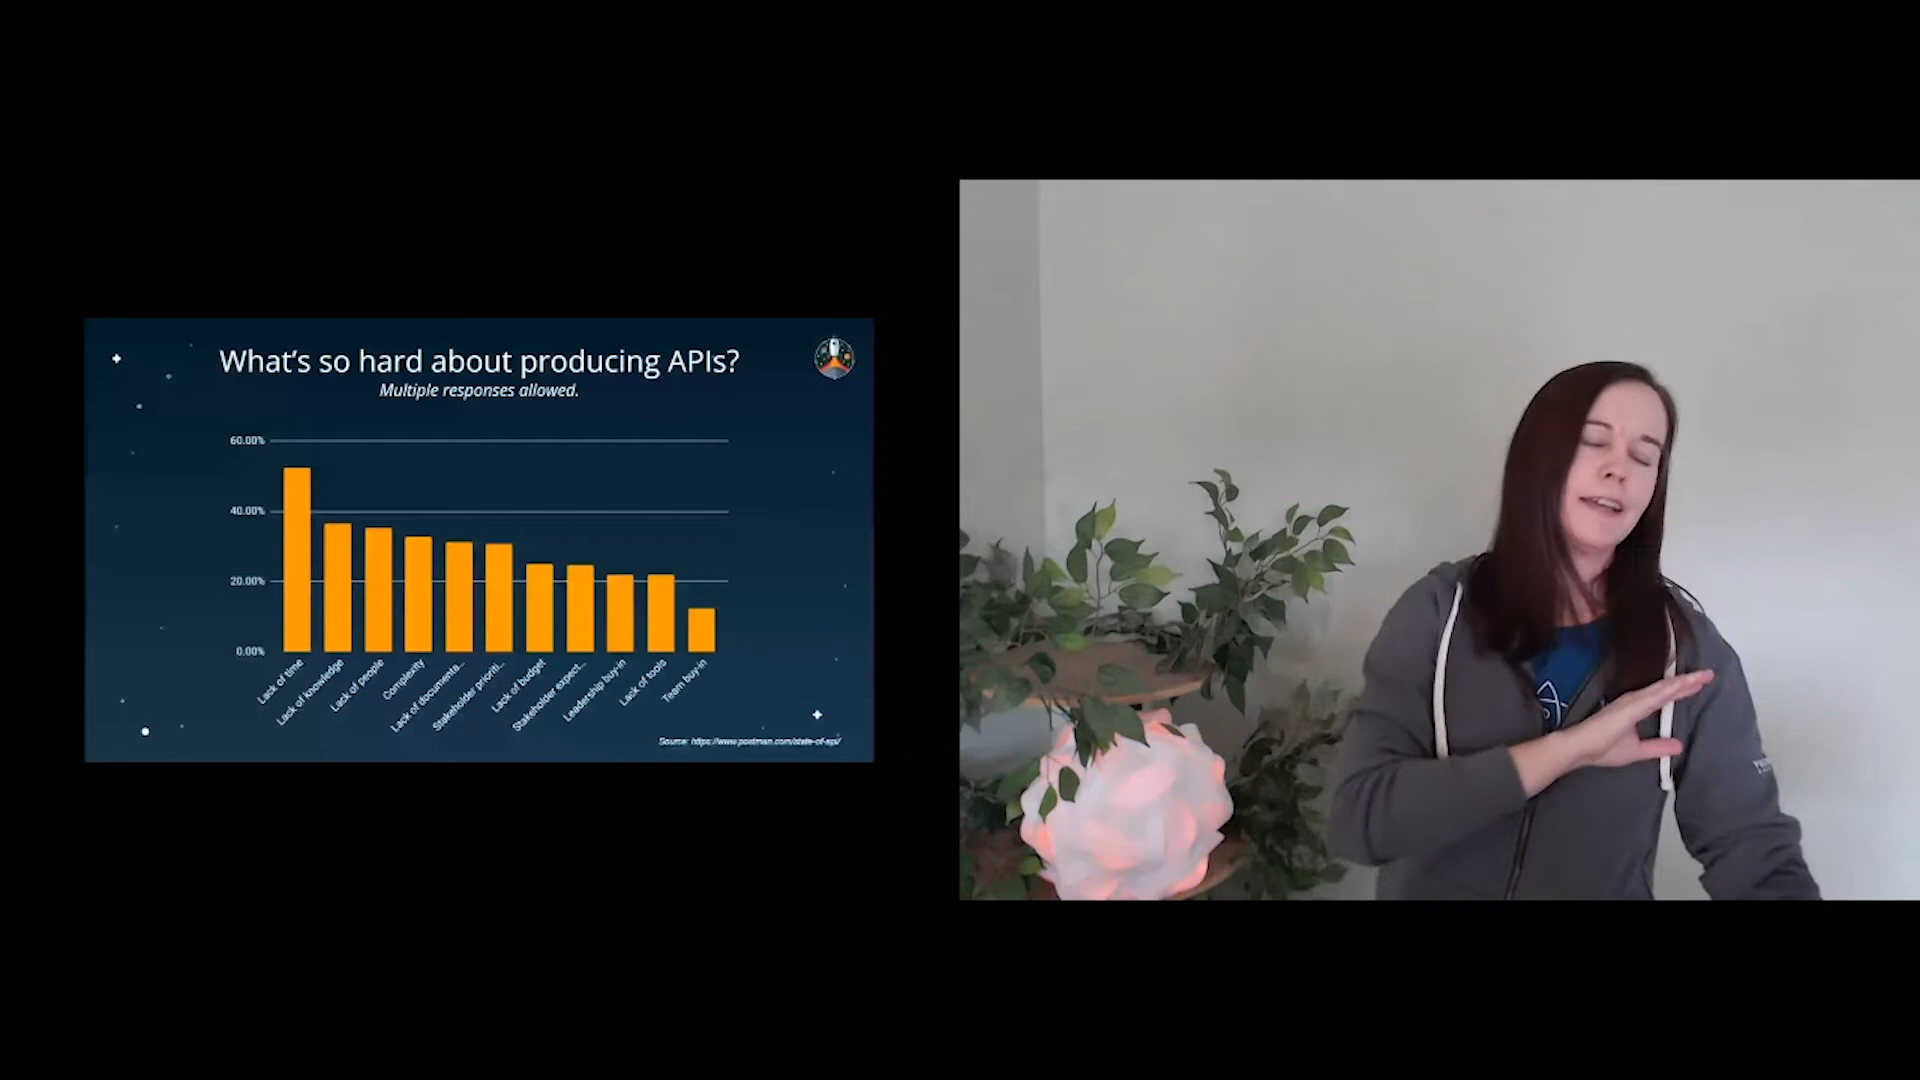 What's so hard about producing APIs?
Multiple responses allowed.
60.00%
40.00%
20.00%
0.00%
Lack of time
Lack of knowledge
Lack of people
Complexity
Lack of documenta...
Stakeholder prioriti...
Lack of budget
Stakeholder expect...
Leadership buy-in
Lack of tools
Team buy-in
Source: https://www.postman.com/state-of-api/